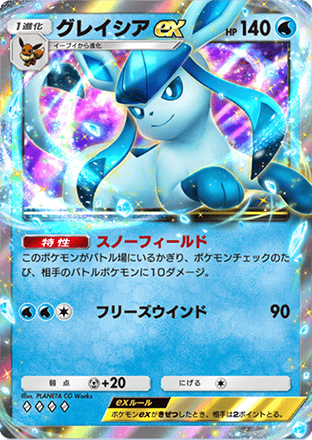 1進化 グレイシアex HP140
イーブイから進化
特性 スノーフィールド
このポケモンがバトル場にいるかぎり、ポケモンチェックのた
び、相手のバトルポケモンに10ダメージ。
フリーズウインド 90
弱点 +20 にげる
Illus. PLANETA CG Works
exルール
ポケモンexがきぜつしたとき、相手は2ポイントとる。